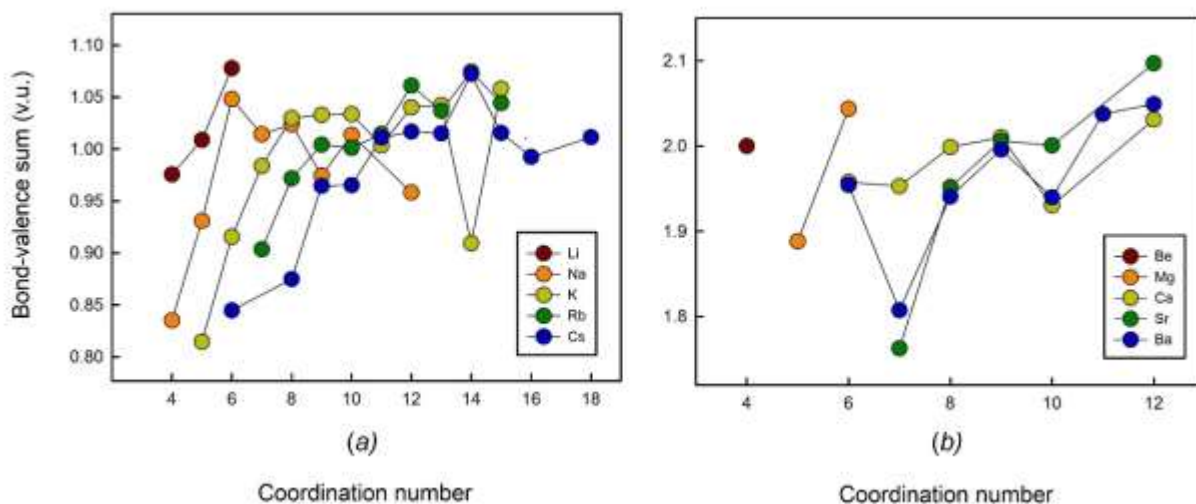 Bond-valence sum (v.u.)
1.10
1.05
1.00
0.95
0.90
0.85
0.80
Li
Na
K
Rb
Cs
4 6 8 10 12 14 16 18
(a)
Coordination number
2.1
2.0
1.9
1.8
Be
Mg
Ca
Sr
Ba
4 6 8 10 12
(b)
Coordination number